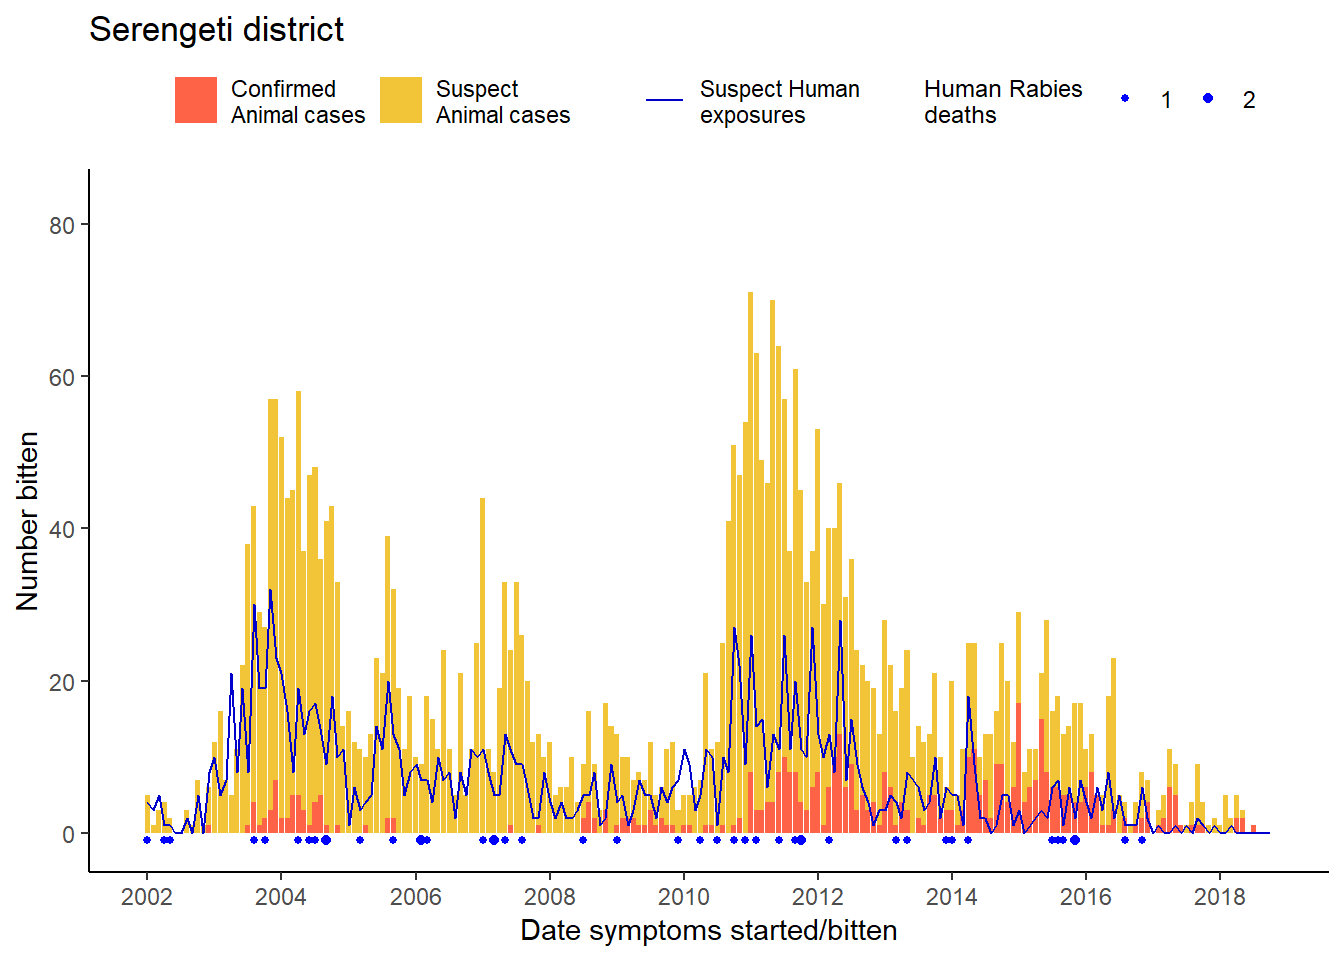 Serengeti district
Confirmed
Animal cases
Suspect
Animal cases
Suspect Human
exposures
Human Rabies
deaths
1
2
Number bitten
80
60
40
20
0
2002 2004 2006 2008 2010 2012 2014 2016 2018
Date symptoms started/bitten